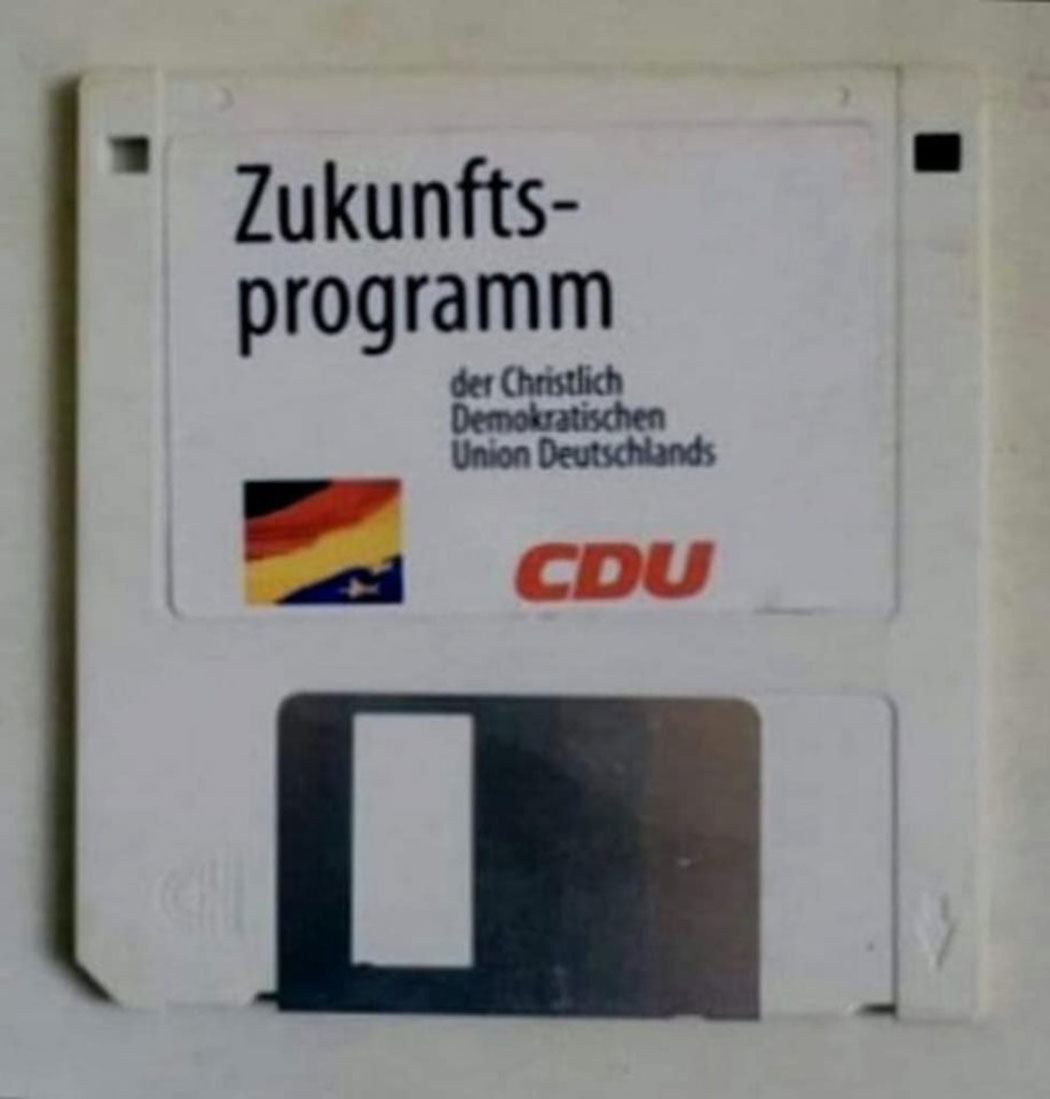 Zukunfts-
programm
der Christlich
Demokratischen
Union Deutschlands
CDU